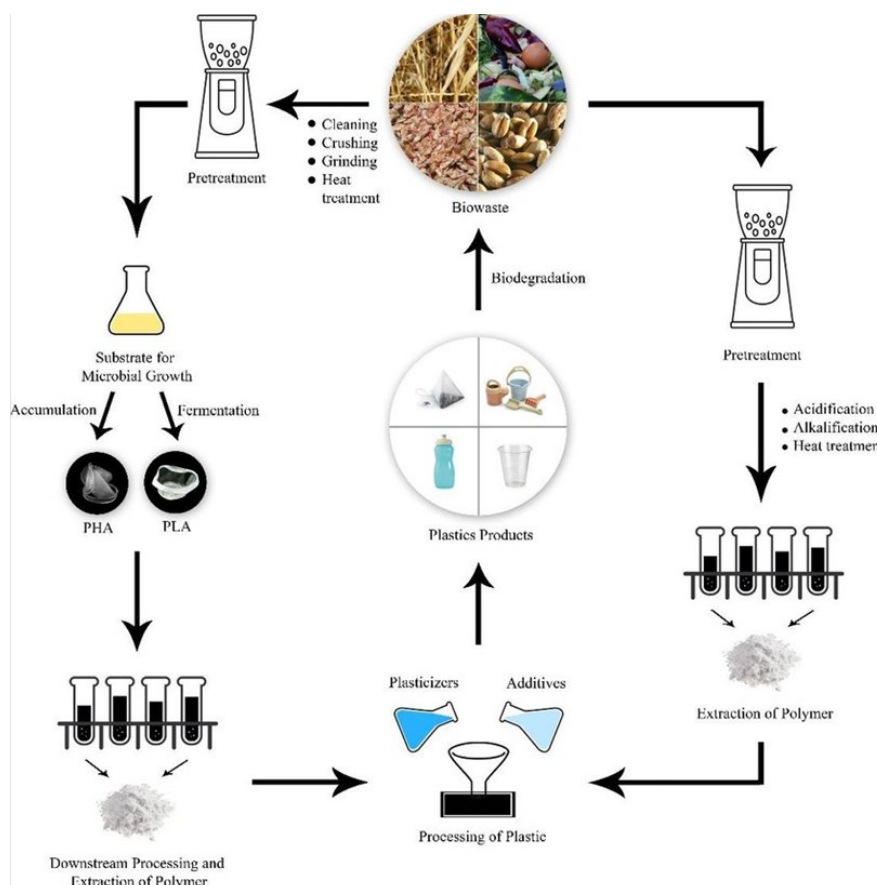 Cleaning
Crushing
Grinding
Heat
treatment
Pretreatment
Biowaste
Biodegradation
Pretreatment
Substrate for
Microbial Growth
Accumulation
Fermentation
Acidification
Alkalification
Heat treatment
PHA
PLA
Plastics Products
Plasticizers
Additives
Extraction of Polymer
Processing of Plastic
Downstream Processing and
Extraction of Polymer